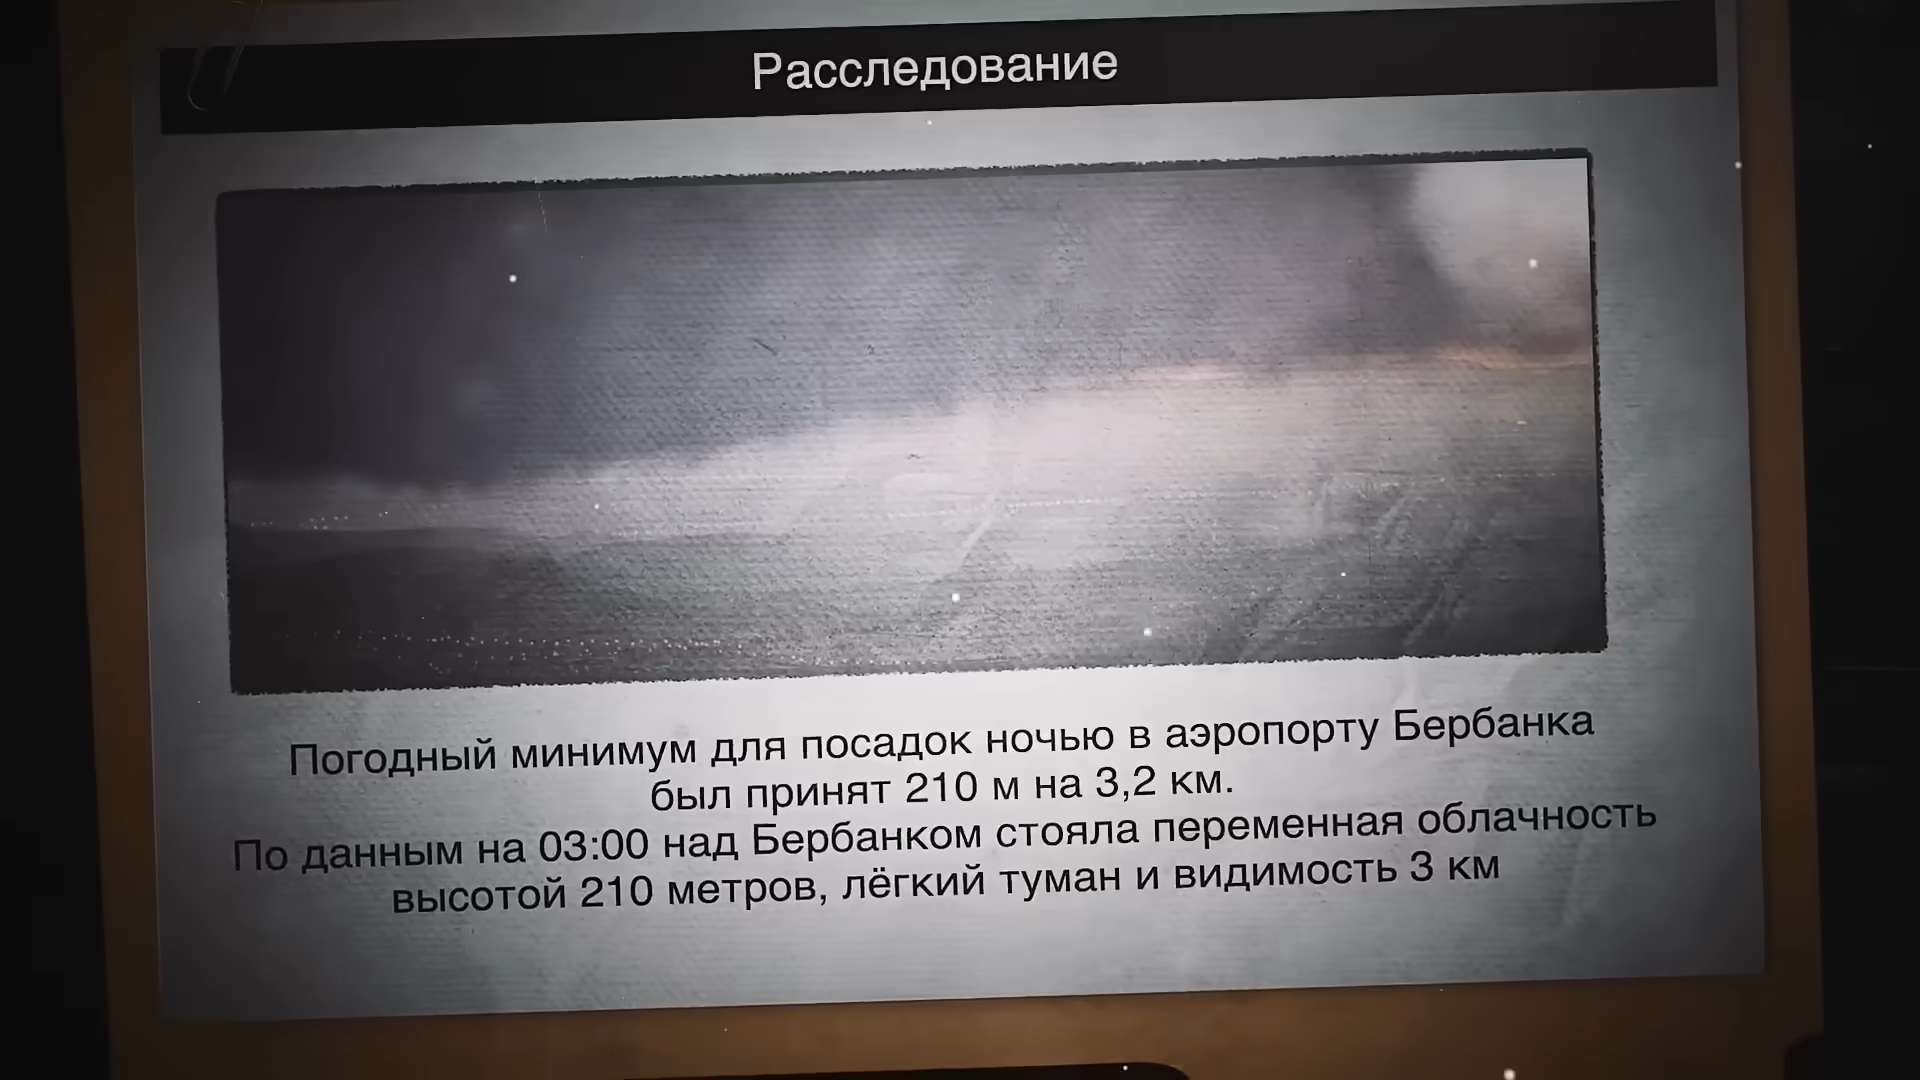 Расследование
Погодный минимум для посадок ночью в аэропорту Бербанка
был принят 210 м на 3,2 км.
По данным на 03:00 над Бербанком стояла переменная облачность
высотой 210 метров, лёгкий туман и видимость 3 км